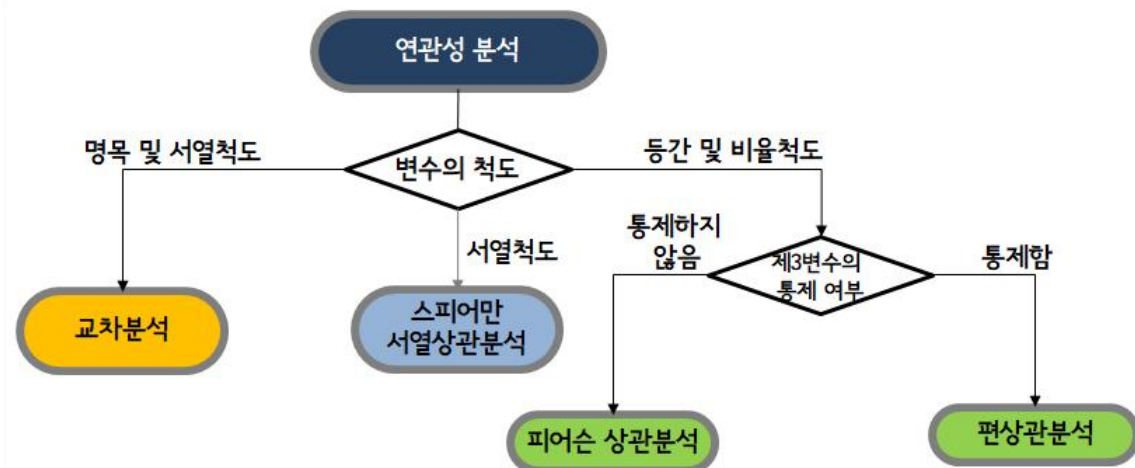 연관성 분석
명목 및 서열척도
변수의 척도
등간 및 비율척도
서열척도
통제하지
않음
제3변수의
통제 여부
통제함
교차분석
스피어만
서열상관분석
피어슨 상관분석
편상관분석